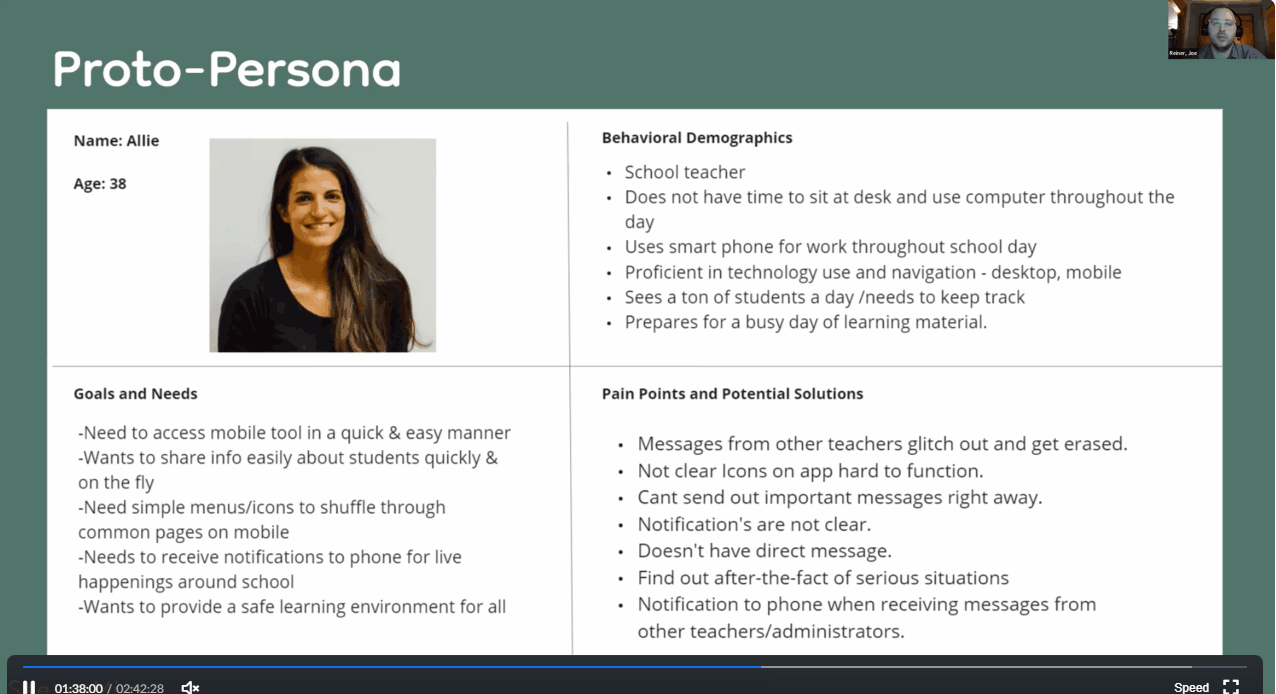 Proto-Persona
Reiner, Joe
Name: Allie
Age: 38
Behavioral Demographics
• School teacher
• Does not have time to sit at desk and use computer throughout the
day
• Uses smart phone for work throughout school day
• Proficient in technology use and navigation - desktop, mobile
• Sees a ton of students a day /needs to keep track
• Prepares for a busy day of learning material.
Goals and Needs
-Need to access mobile tool in a quick & easy manner
-Wants to share info easily about students quickly &
on the fly
-Need simple menus/icons to shuffle through
common pages on mobile
-Needs to receive notifications to phone for live
happenings around school
-Wants to provide a safe learning environment for all
Pain Points and Potential Solutions
• Messages from other teachers glitch out and get erased.
• Not clear Icons on app hard to function.
• Cant send out important messages right away.
• Notification's are not clear.
• Doesn't have direct message.
• Find out after-the-fact of serious situations
• Notification to phone when receiving messages from
other teachers/administrators.
01:38:00 / 02:42:28
Speed